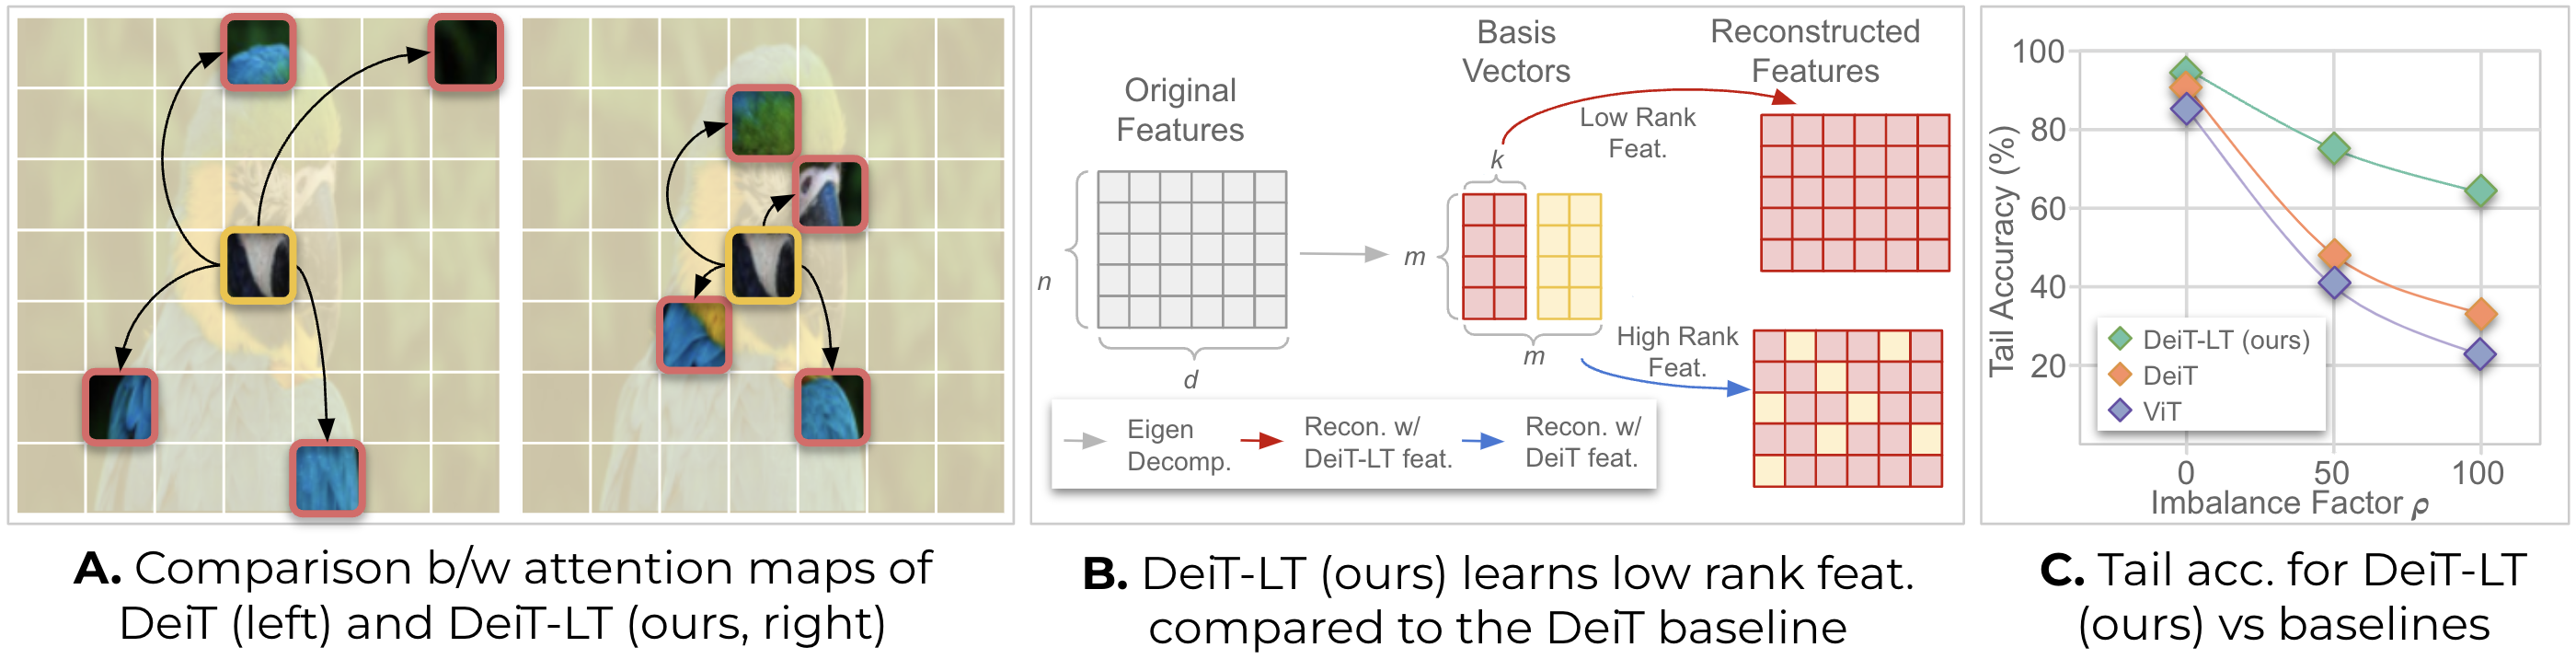 Original
Features
n
d
Basis
Vectors
k
m
m
Reconstructed
Features
Low Rank
Feat.
High Rank
Feat.
Eigen
Decomp.
Recon. w/
DeiT-LT feat.
Recon. w/
DeiT feat.
Tail Accuracy (%)
100
80
60
40
20
DeiT-LT (ours)
DeiT
ViT
0 50 100
Imbalance Factor ρ
A. Comparison b/w attention maps of
DeiT (left) and DeiT-LT (ours, right)
B. DeiT-LT (ours) learns low rank feat.
compared to the DeiT baseline
C. Tail acc. for DeiT-LT
(ours) vs baselines